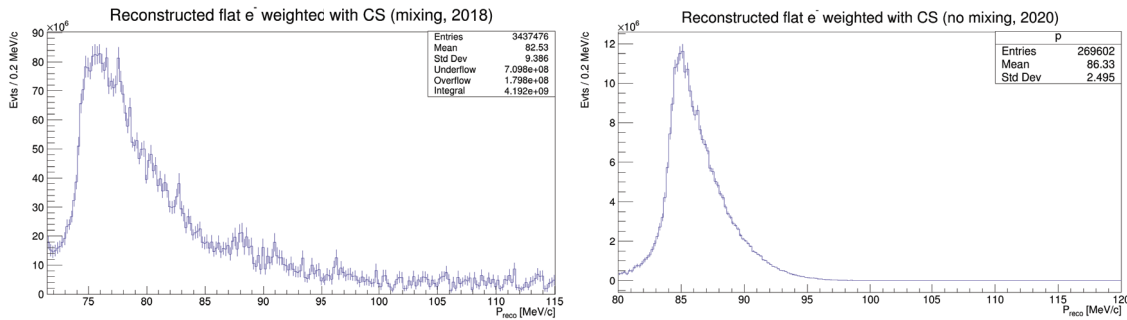 Reconstructed flat e⁻ weighted with CS (mixing, 2018)
×10⁶
90
80
70
60
50
40
30
20
10
0
Evts / 0.2 MeV/c
Entries 3437476
Mean 82.53
Std Dev 9.386
Underflow 7.098e+08
Overflow 1.798e+08
Integral 4.192e+09
75 80 85 90 95 100 105 110 115
P_reco [MeV/c]
Reconstructed flat e⁻ weighted with CS (no mixing, 2020)
×10⁶
12
10
8
6
4
2
0
Evts / 0.2 MeV/c
p
Entries 269602
Mean 86.33
Std Dev 2.495
80 85 90 95 100 105 110 115 120
P_reco [MeV/c]